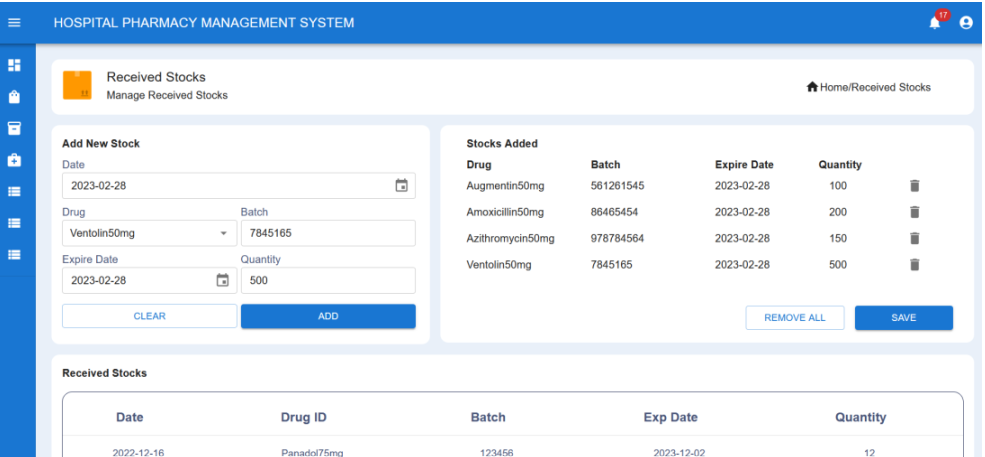 HOSPITAL PHARMACY MANAGEMENT SYSTEM
17
Received Stocks
Manage Received Stocks
Home/Received Stocks
Add New Stock
Date
2023-02-28
Drug
Batch
Ventolin50mg
7845165
Expire Date
Quantity
2023-02-28
500
CLEAR
ADD
Stocks Added
Drug Batch Expire Date Quantity
Augmentin50mg 561261545 2023-02-28 100
Amoxicillin50mg 86465454 2023-02-28 200
Azithromycin50mg 978784564 2023-02-28 150
Ventolin50mg 7845165 2023-02-28 500
REMOVE ALL
SAVE
Received Stocks
Date Drug ID Batch Exp Date Quantity
2022-12-16 Panadol75mg 123456 2023-12-02 12